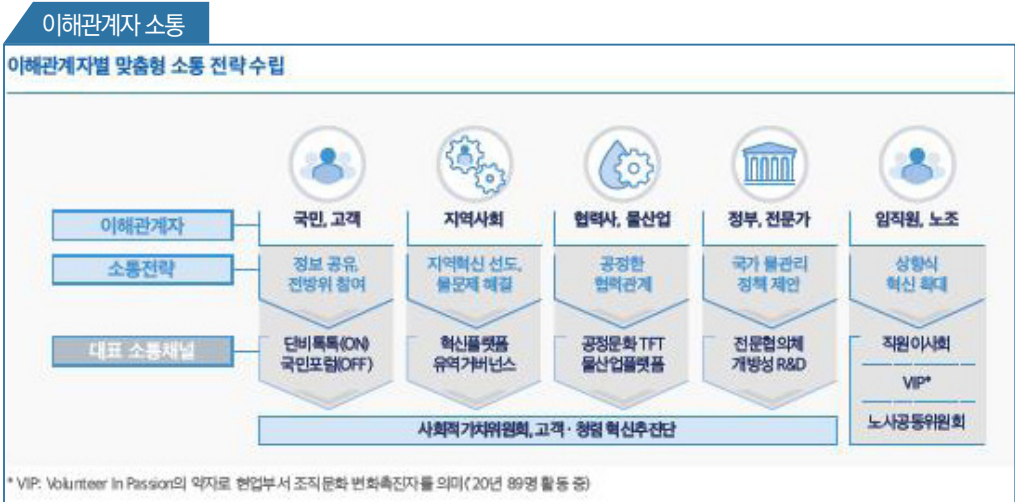 이해관계자 소통
이해관계자별 맞춤형 소통 전략 수립
이해관계자
국민, 고객
지역사회
협력사, 물산업
정부, 전문가
임직원, 노조
소통전략
정보 공유,
전방위 참여
지역혁신 선도,
물문제 해결
공정한
협력관계
국가 물관리
정책 제안
상향식
혁신 확대
대표 소통채널
단비톡톡(ON)
국민포럼(OFF)
혁신플랫폼
유역거버넌스
공정문화 TFT
물산업플랫폼
전문협의체
개방성 R&D
직원이사회
VIP*
노사공동위원회
사회적가치위원회, 고객·청렴 혁신추진단
* VIP: Volunteer In Passion의 약자로 현업부서 조직문화 변화촉진자를 의미('20년 89명 활동 중)